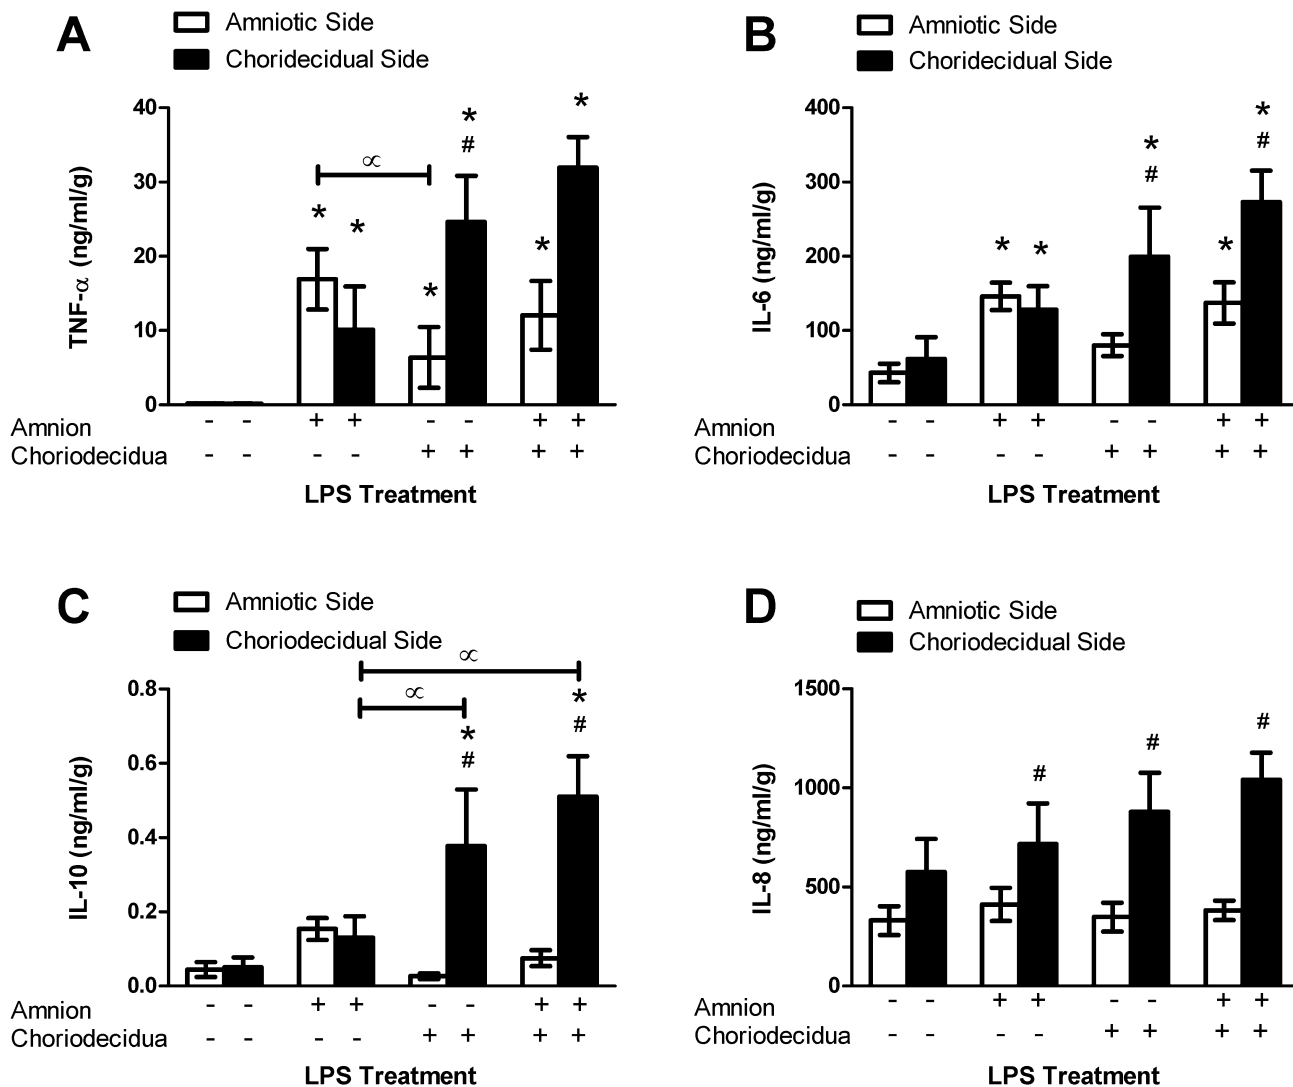 A
Amniotic Side
Choridecidual Side
TNF-α (ng/ml/g)
40
30
20
10
0
∝
* * * * # * *
Amnion - - + + - - + +
Choriodecidua - - - - + + + +
LPS Treatment
B
Amniotic Side
Choridecidual Side
IL-6 (ng/ml/g)
400
300
200
100
0
* * * # * * #
Amnion - - + + - - + +
Choriodecidua - - - - + + + +
LPS Treatment
C
Amniotic Side
Choriodecidual Side
IL-10 (ng/ml/g)
0.8
0.6
0.4
0.2
0.0
∝
∝
* # * #
Amnion - - + + - - + +
Choriodecidua - - - - + + + +
LPS Treatment
D
Amniotic Side
Choriodecidual Side
IL-8 (ng/ml/g)
1500
1000
500
0
# # #
Amnion - - + + - - + +
Choriodecidua - - - - + + + +
LPS Treatment